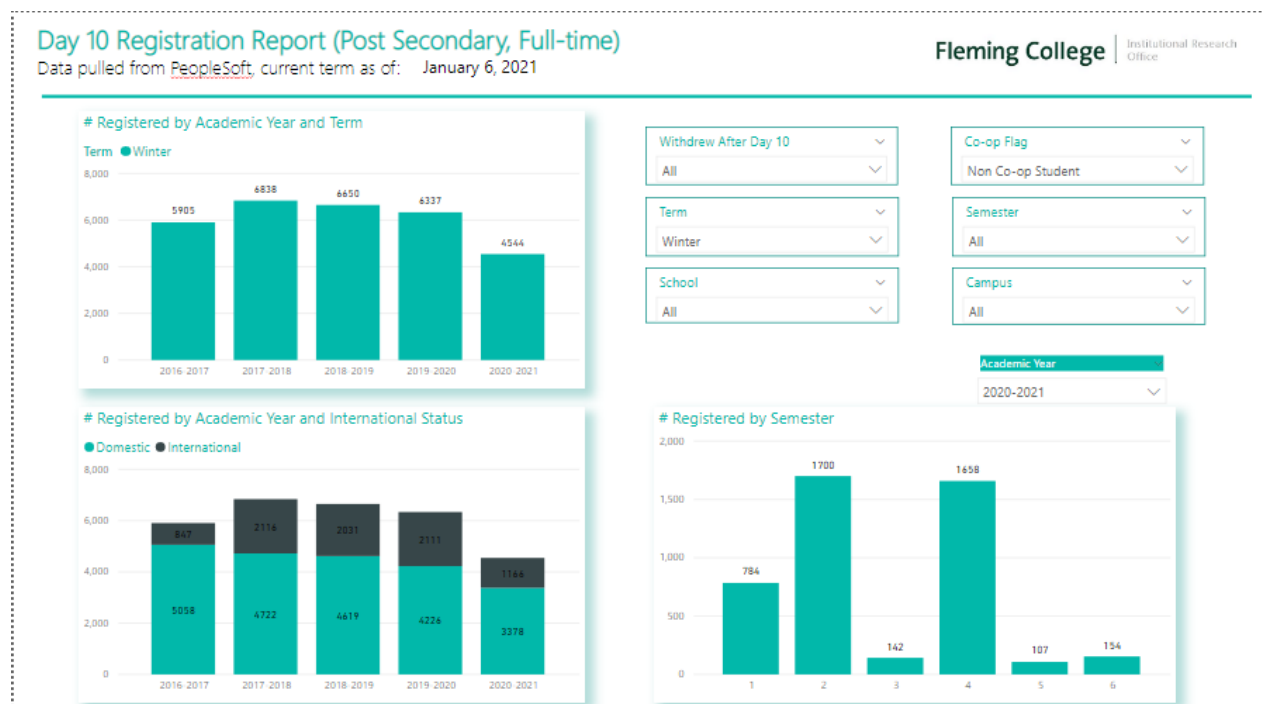 Day 10 Registration Report (Post Secondary, Full-time)
Data pulled from PeopleSoft, current term as of: January 6, 2021
Fleming College
Institutional Research
Office
# Registered by Academic Year and Term
Term Winter
8,000
6,000
4,000
2,000
0
5905
6838
6650
6337
4544
2016-2017
2017-2018
2018-2019
2019-2020
2020-2021
Withdrew After Day 10
All
Co-op Flag
Non Co-op Student
Term
Winter
Semester
All
School
All
Campus
All
Academic Year
2020-2021
# Registered by Academic Year and International Status
Domestic International
8,000
6,000
4,000
2,000
0
847
2116
2031
2111
1166
5058
4722
4619
4226
3378
2016-2017
2017-2018
2018-2019
2019-2020
2020-2021
# Registered by Semester
2,000
1,500
1,000
500
0
784
1700
142
1658
107
154
1
2
3
4
5
6